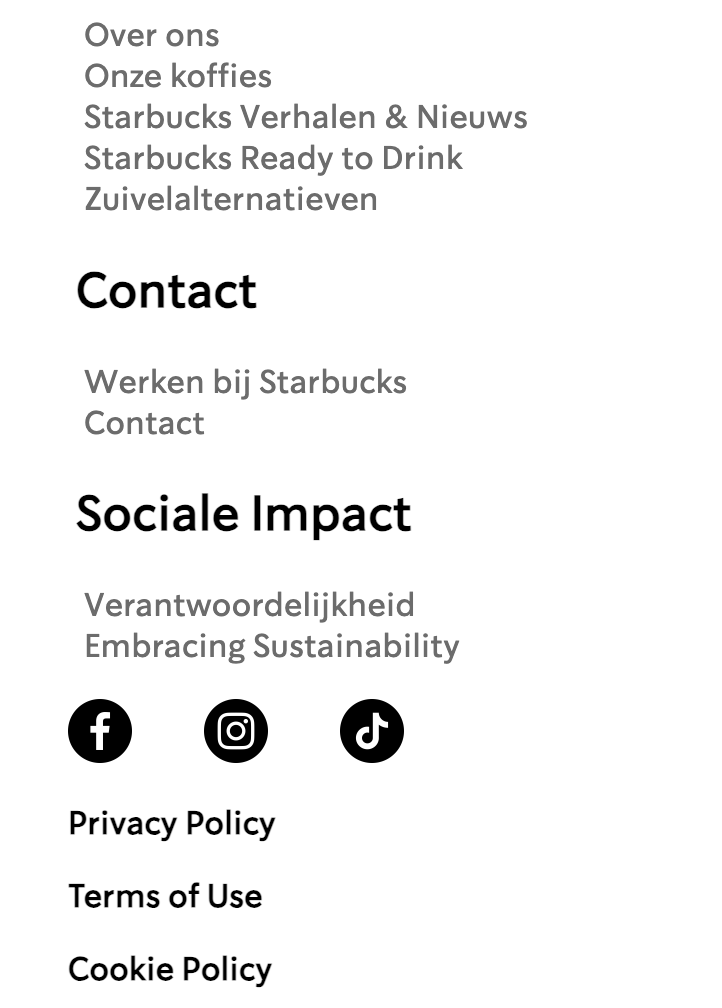 Over ons
Onze koffies
Starbucks Verhalen & Nieuws
Starbucks Ready to Drink
Zuivelalternatieven
Contact
Werken bij Starbucks
Contact
Sociale Impact
Verantwoordelijkheid
Embracing Sustainability
Privacy Policy
Terms of Use
Cookie Policy